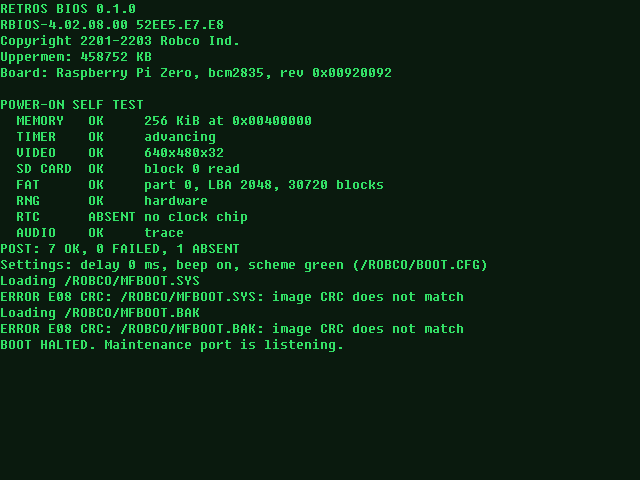 RETROS BIOS 0.1.0
RBIOS-4.02.08.00 52EE5.E7.E8
Copyright 2201-2203 Robco Ind.
Uppermem: 458752 KB
Board: Raspberry Pi Zero, bcm2835, rev 0x00920092
POWER-ON SELF TEST
MEMORY OK 256 KiB at 0x00400000
TIMER OK advancing
VIDEO OK 640x480x32
SD CARD OK block 0 read
FAT OK part 0, LBA 2048, 30720 blocks
RNG OK hardware
RTC ABSENT no clock chip
AUDIO OK trace
POST: 7 OK, 0 FAILED, 1 ABSENT
Settings: delay 0 ms, beep on, scheme green (/ROBCO/BOOT.CFG)
Loading /ROBCO/MFBOOT.SYS
ERROR E08 CRC: /ROBCO/MFBOOT.SYS: image CRC does not match
Loading /ROBCO/MFBOOT.BAK
ERROR E08 CRC: /ROBCO/MFBOOT.BAK: image CRC does not match
BOOT HALTED. Maintenance port is listening.